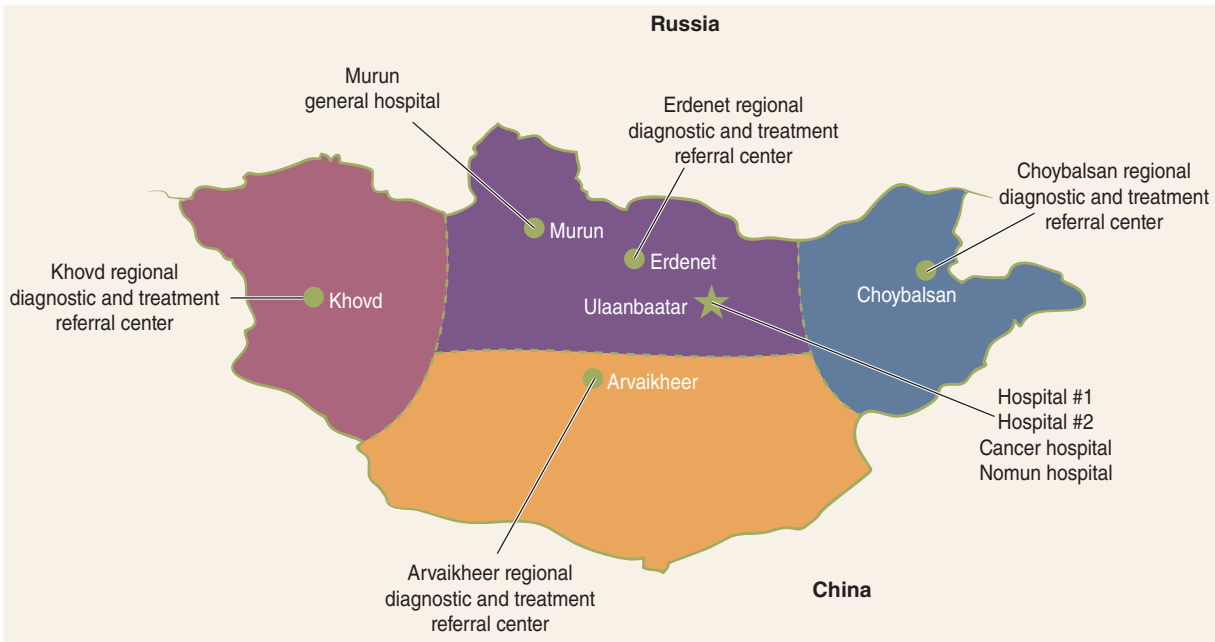 Russia
Murun
general hospital
Erdenet regional
diagnostic and treatment
referral center
Choybalsan regional
diagnostic and treatment
referral center
Khovd regional
diagnostic and treatment
referral center
Murun
Erdenet
Khovd
Ulaanbaatar
Choybalsan
Arvaikheer
Hospital #1
Hospital #2
Cancer hospital
Nomun hospital
Arvaikheer regional
diagnostic and treatment
referral center
China